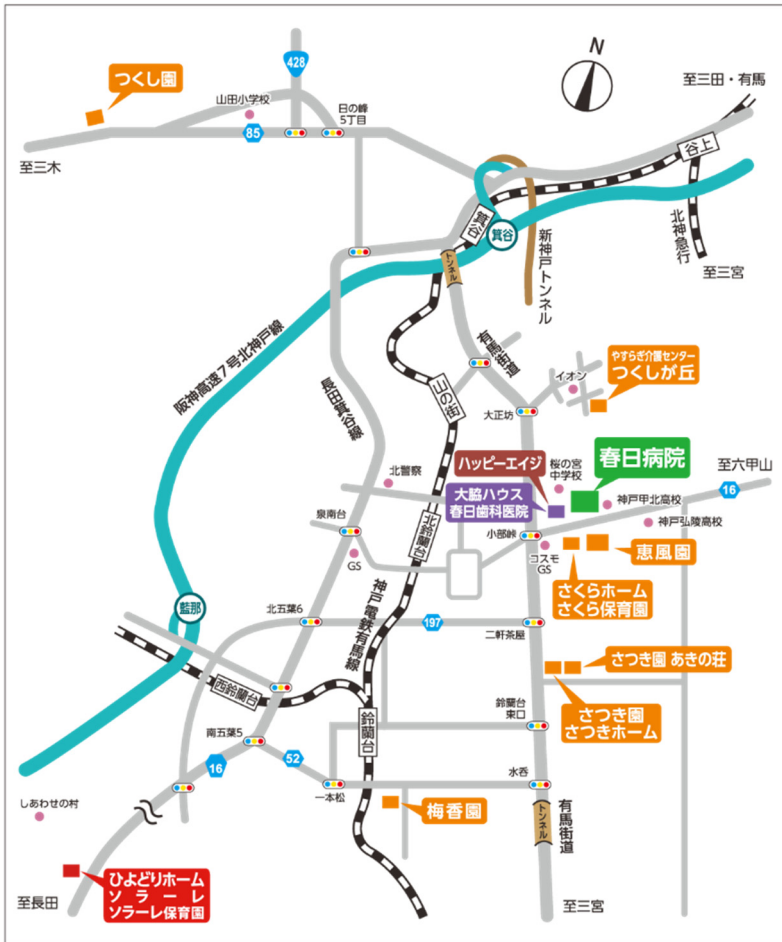 N
428
つくし園
山田小学校
日の峰
5丁目
85
至三木
至三田・有馬
谷上
箕谷
箕谷
北神急行
至三宮
新神戸トンネル
トンネル
阪神高速7号北神戸線
長田箕谷線
有馬街道
山の街
イオン
やすらぎ介護センター
つくしが丘
大正坊
北警察
ハッピーエイジ
桜の宮
中学校
春日病院
至六甲山
16
大脇ハウス
春日歯科医院
神戸甲北高校
神戸弘陵高校
泉南台
GS
北鈴蘭台
小部峠
コスモ
GS
恵風園
さくらホーム
さくら保育園
藍那
北五葉6
神戸電鉄有馬線
197
二軒茶屋
さつき園 あきの荘
さつき園
さつきホーム
西鈴蘭台
鈴蘭台
鈴蘭台
東口
南五葉5
16
52
一本松
水呑
梅香園
トンネル
有馬街道
しあわせの村
ひよどりホーム
ソラーレ
ソラーレ保育園
至長田
至三宮